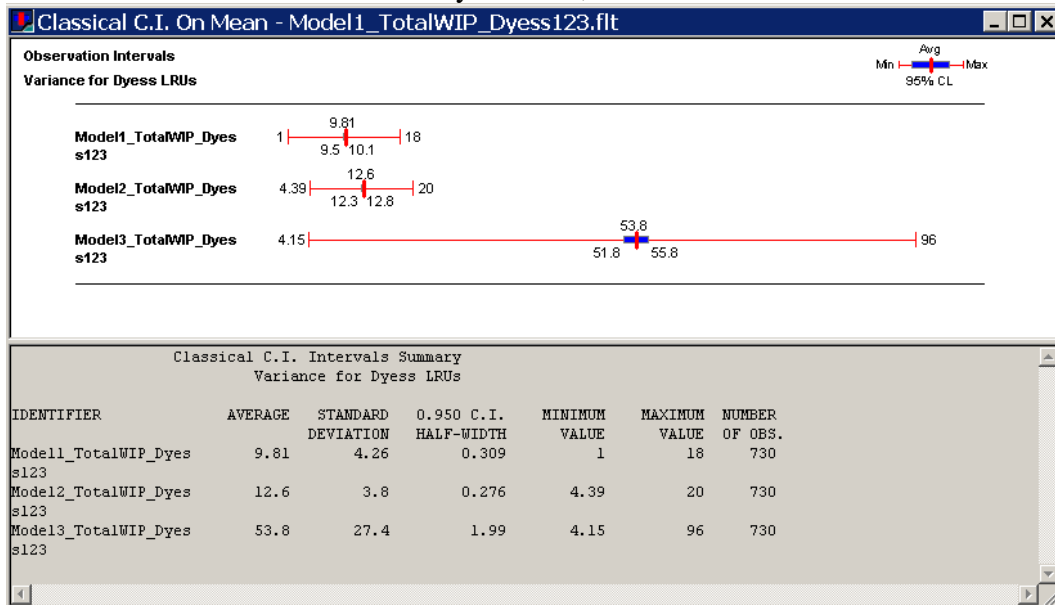 Classical C.I. On Mean - Model1_TotalWIP_Dyess123.flt
Observation Intervals
Variance for Dyess LRUs
Avg
Min Max
95% CL
Model1_TotalWIP_Dyes
s123
1 9.81 18
9.5 10.1
Model2_TotalWIP_Dyes
s123
4.39 12.6 20
12.3 12.8
Model3_TotalWIP_Dyes
s123
4.15 53.8 96
51.8 55.8
Classical C.I. Intervals Summary
Variance for Dyess LRUs
IDENTIFIER AVERAGE STANDARD 0.950 C.I. MINIMUM MAXIMUM NUMBER
DEVIATION HALF-WIDTH VALUE VALUE OF OBS.
Model1_TotalWIP_Dyes 9.81 4.26 0.309 1 18 730
s123
Model2_TotalWIP_Dyes 12.6 3.8 0.276 4.39 20 730
s123
Model3_TotalWIP_Dyes 53.8 27.4 1.99 4.15 96 730
s123